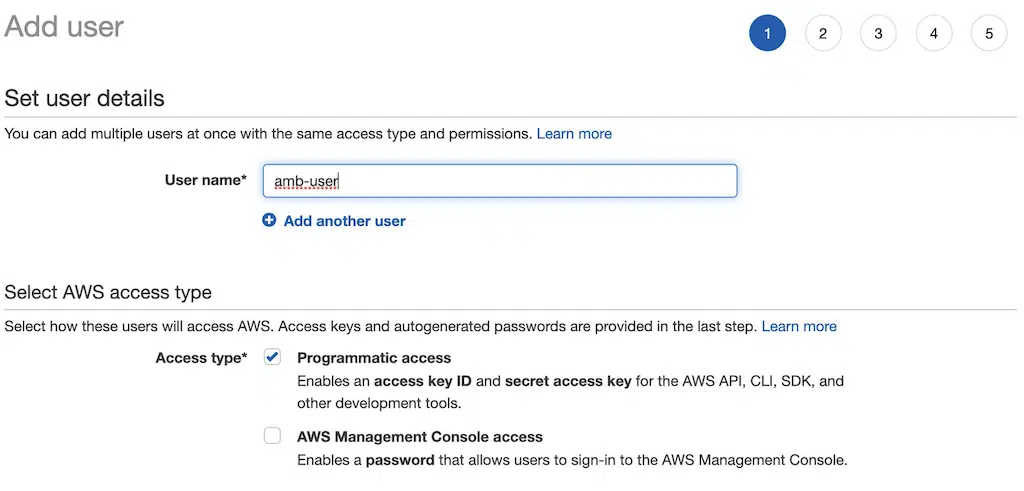 Add user
1 2 3 4 5
Set user details
You can add multiple users at once with the same access type and permissions. Learn more
User name* amb-user
Add another user
Select AWS access type
Select how these users will access AWS. Access keys and autogenerated passwords are provided in the last step. Learn more
Access type* Programmatic access
Enables an access key ID and secret access key for the AWS API, CLI, SDK, and
other development tools.
AWS Management Console access
Enables a password that allows users to sign-in to the AWS Management Console.